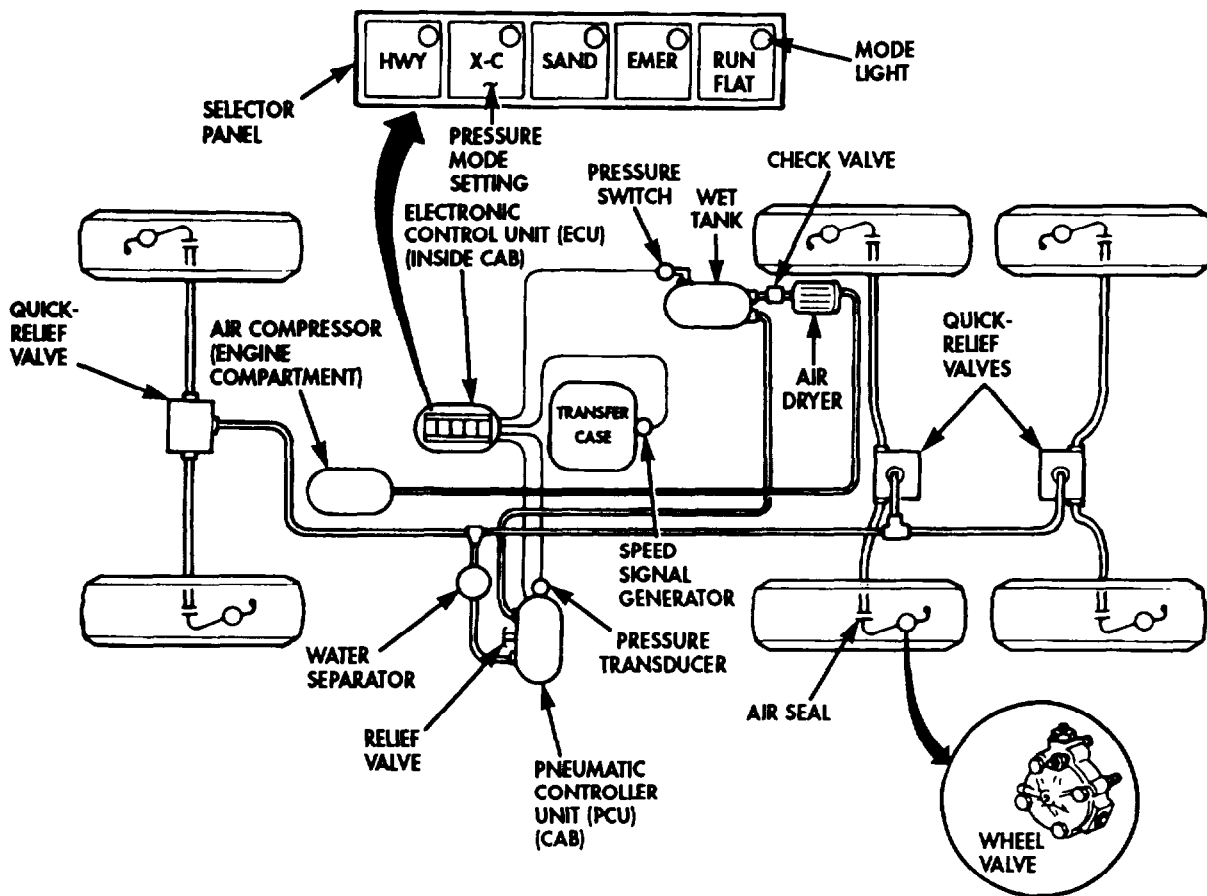 HWY
X-C
~
SAND
EMER
RUN
FLAT
MODE
LIGHT
SELECTOR
PANEL
PRESSURE
MODE
SETTING
ELECTRONIC
CONTROL UNIT (ECU)
(INSIDE CAB)
PRESSURE
SWITCH
WET
TANK
CHECK VALVE
QUICK-
RELIEF
VALVE
AIR COMPRESSOR
(ENGINE
COMPARTMENT)
TRANSFER
CASE
AIR
DRYER
QUICK-
RELIEF
VALVES
WATER
SEPARATOR
RELIEF
VALVE
SPEED
SIGNAL
GENERATOR
PRESSURE
TRANSDUCER
PNEUMATIC
CONTROLLER
UNIT (PCU)
(CAB)
AIR SEAL
WHEEL
VALVE